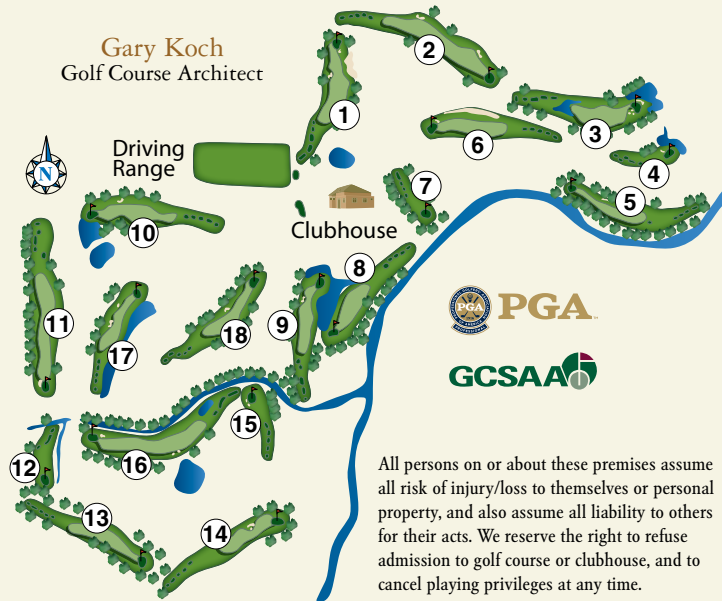 Gary Koch
Golf Course Architect
2
1
3
6
Driving
Range
4
7
5
Clubhouse
10
8
N
11
18
9
17
PGA
GCSAA
15
12
16
13
14
All persons on or about these premises assume
all risk of injury/loss to themselves or personal
property, and also assume all liability to others
for their acts. We reserve the right to refuse
admission to golf course or clubhouse, and to
cancel playing privileges at any time.